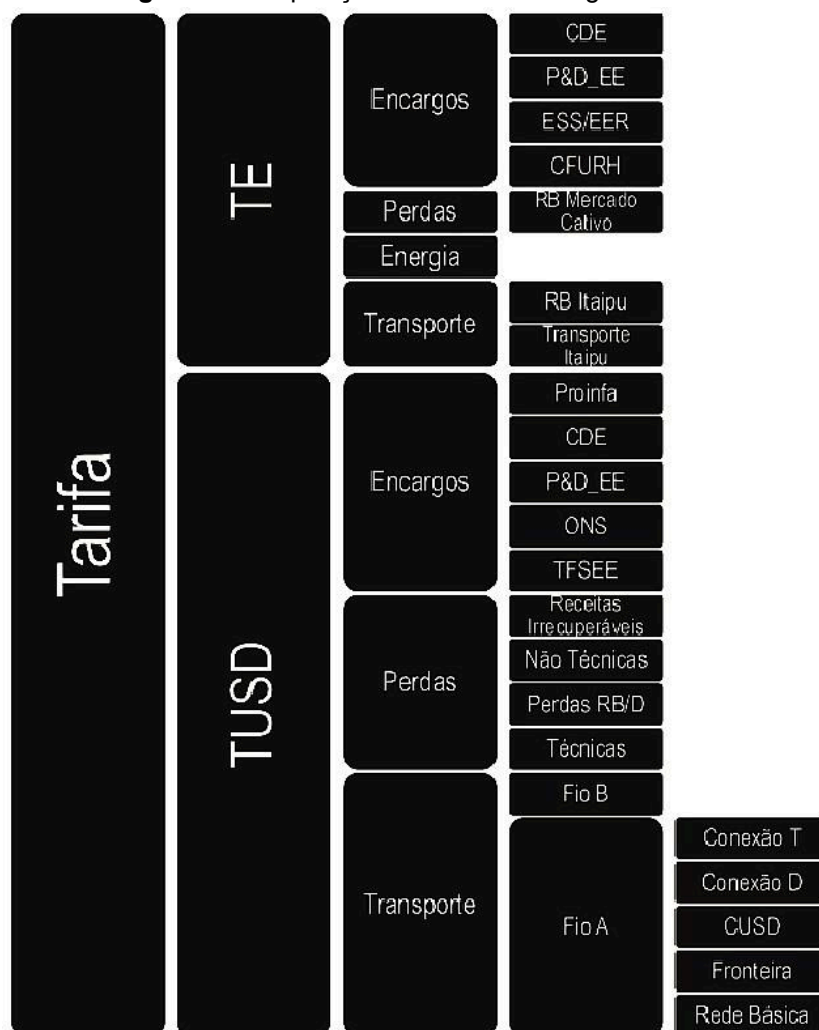 Tarifa
TE
Encargos
CDE
P&D_EE
ESS/EER
CFURH
Perdas
RB Mercado
Cativo
Energia
Transporte
RB Itaipu
Transporte
Itaipu
TUSD
Encargos
Proinfa
CDE
P&D_EE
ONS
TFSEE
Perdas
Receitas
Irrecuperáveis
Não Técnicas
Perdas RB/D
Técnicas
Transporte
Fio B
Fio A
Conexão T
Conexão D
CUSD
Fronteira
Rede Básica